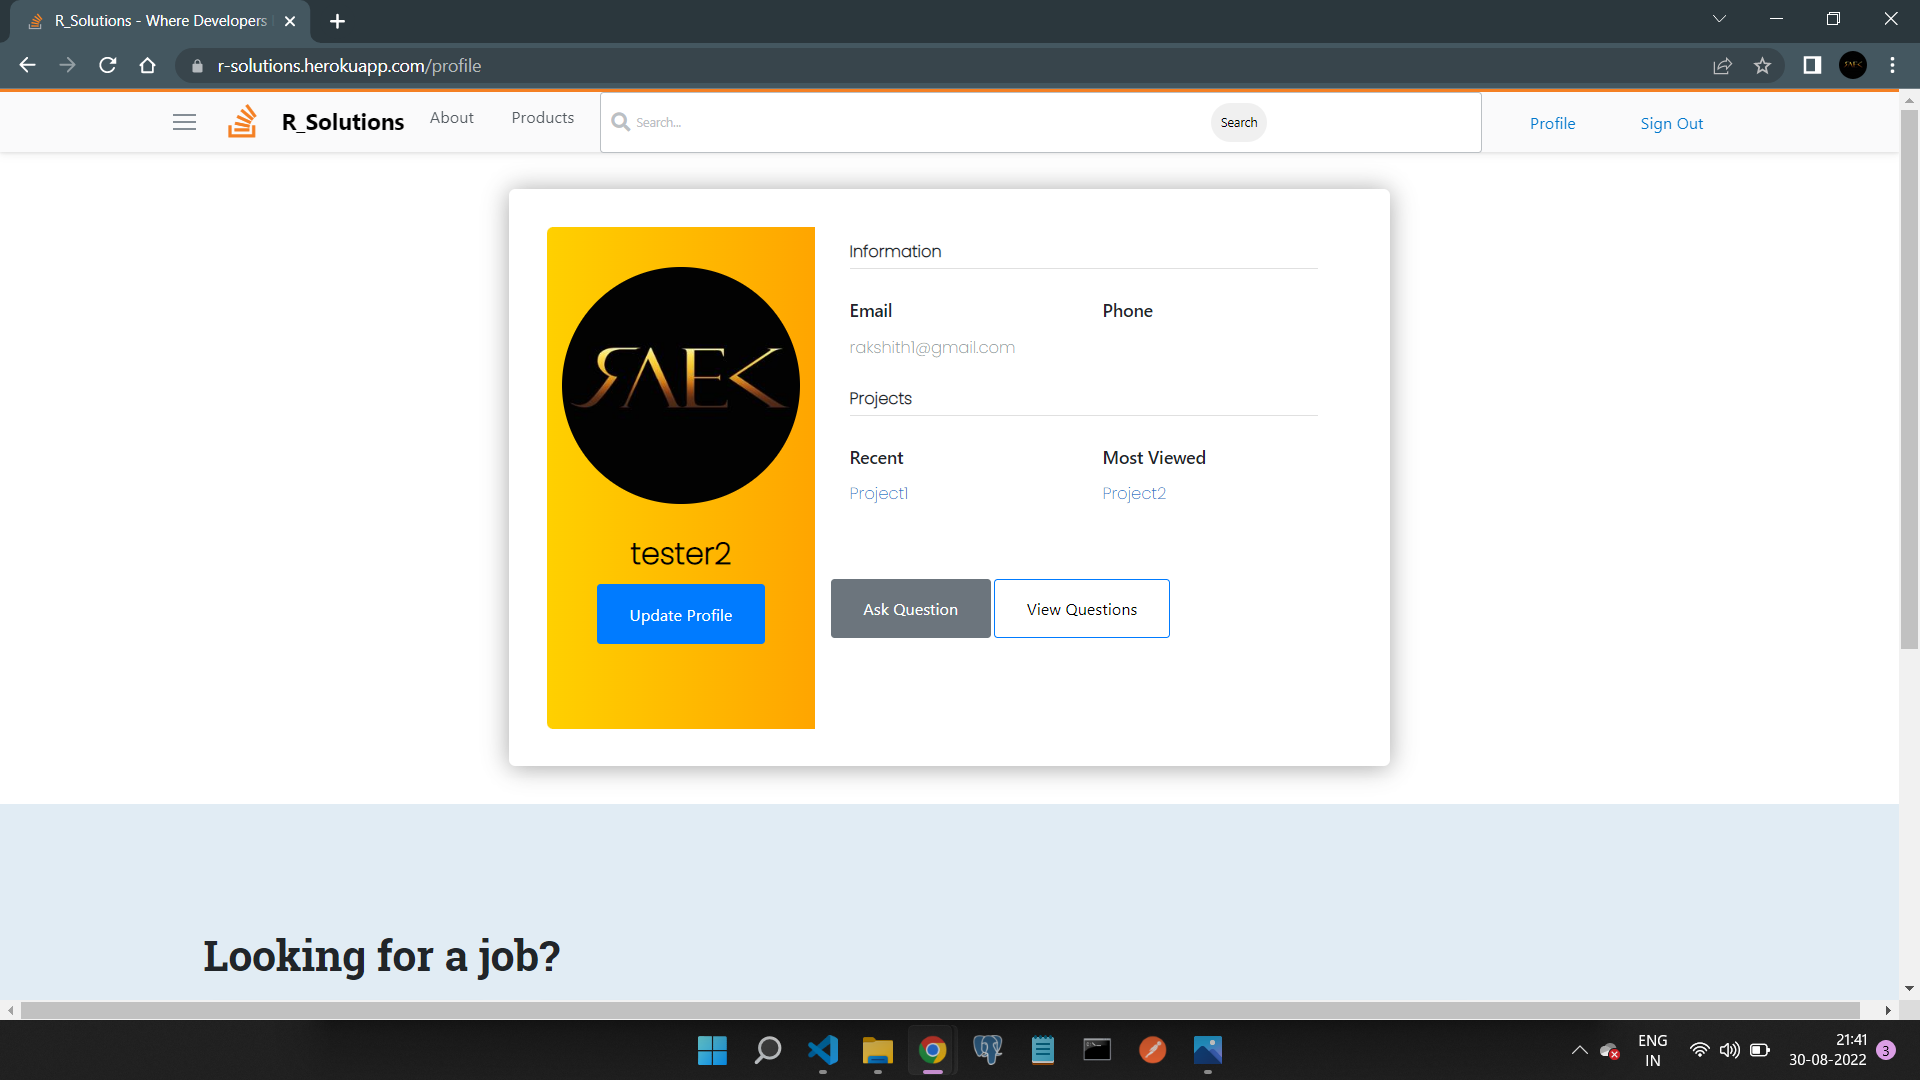 R_Solutions - Where Developers
r-solutions.herokuapp.com/profile
R_Solutions
About
Products
Search...
Search
Profile
Sign Out
Information
Email
Phone
rakshith1@gmail.com
Projects
Recent
Most Viewed
Project1
Project2
tester2
Update Profile
Ask Question
View Questions
Looking for a job?
ENG
IN
21:41
30-08-2022
3